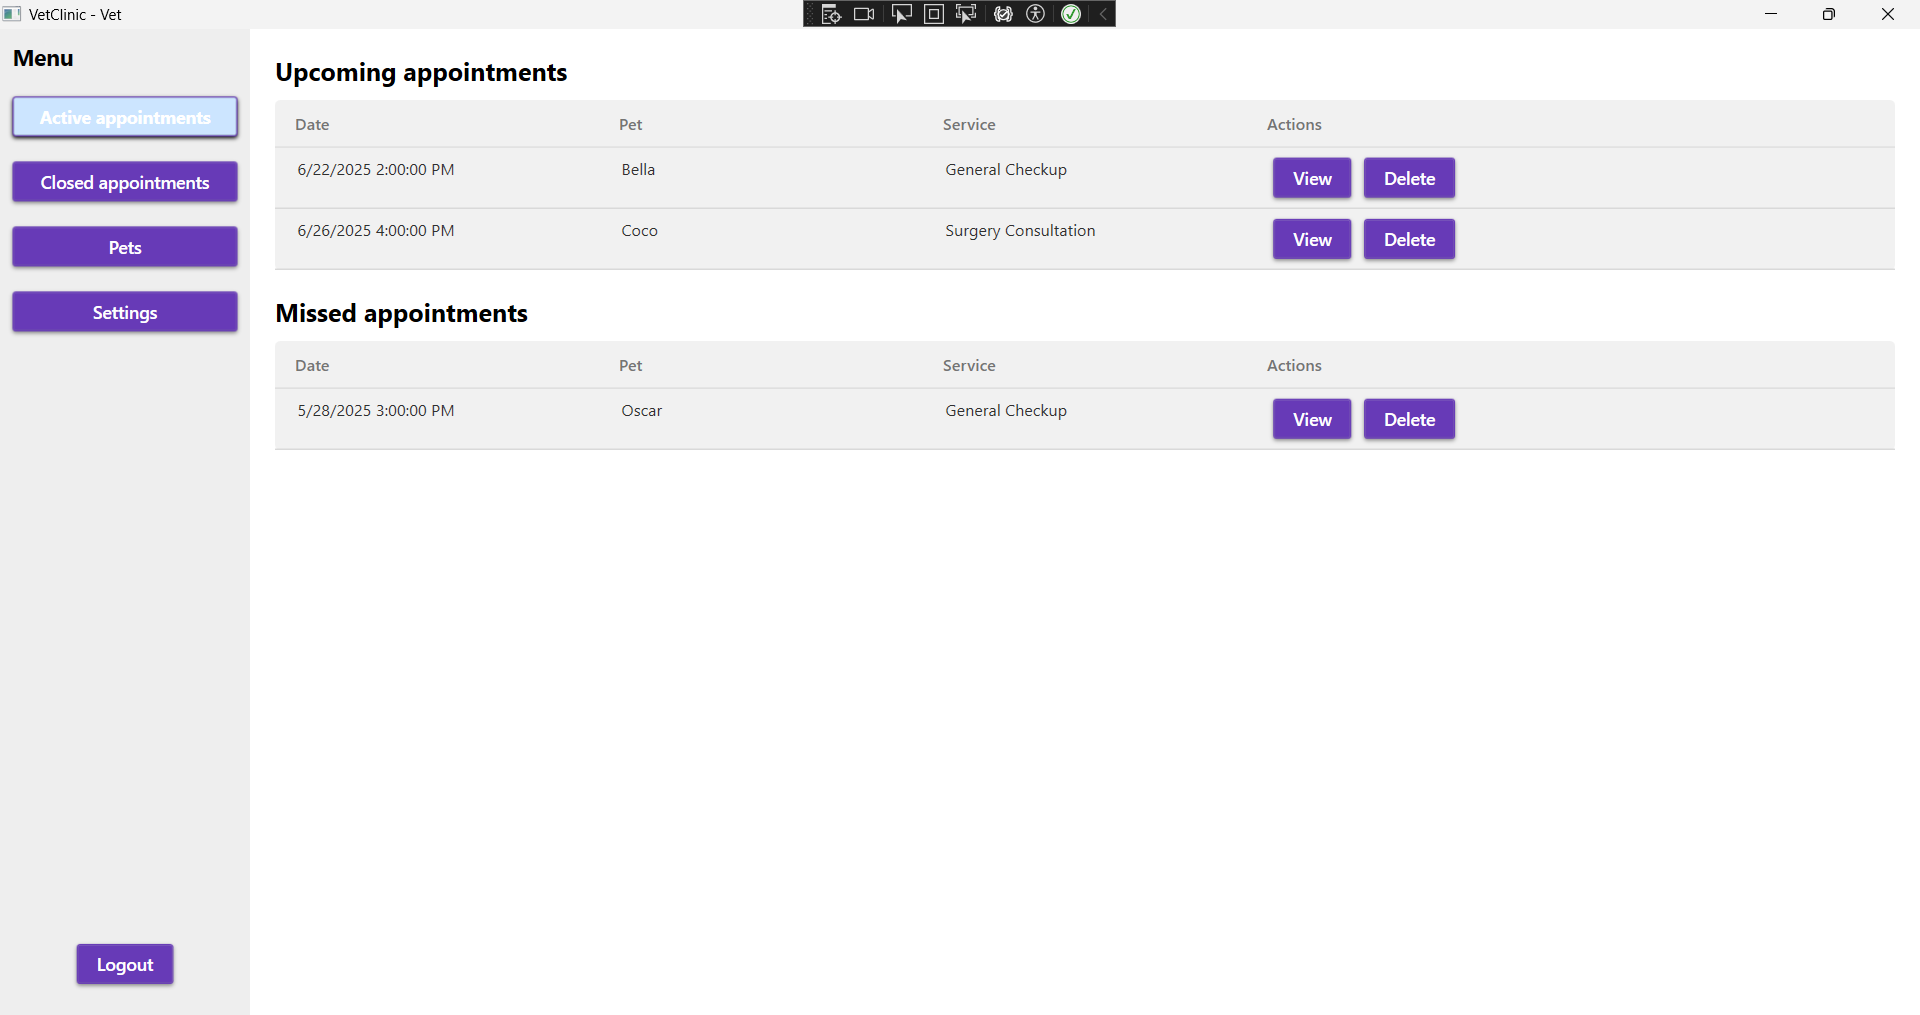 VetClinic - Vet
Menu
Active appointments
Closed appointments
Pets
Settings
Logout
Upcoming appointments
Date Pet Service Actions
6/22/2025 2:00:00 PM Bella General Checkup View Delete
6/26/2025 4:00:00 PM Coco Surgery Consultation View Delete
Missed appointments
Date Pet Service Actions
5/28/2025 3:00:00 PM Oscar General Checkup View Delete